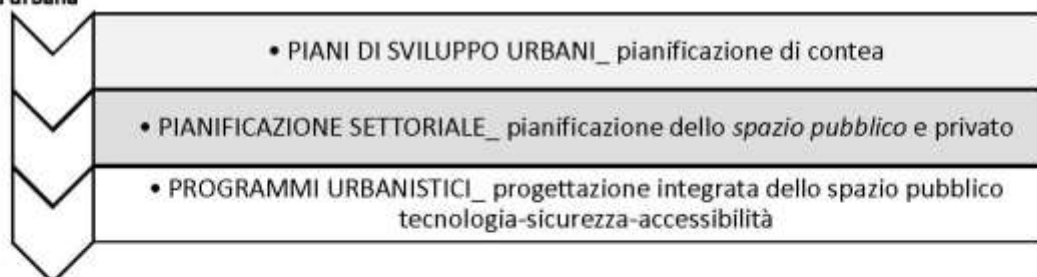 • PIANI DI SVILUPPO URBANI_ pianificazione di contea
• PIANIFICAZIONE SETTORIALE_ pianificazione dello spazio pubblico e privato
• PROGRAMMI URBANISTICI_ progettazione integrata dello spazio pubblico
tecnologia-sicurezza-accessibilità